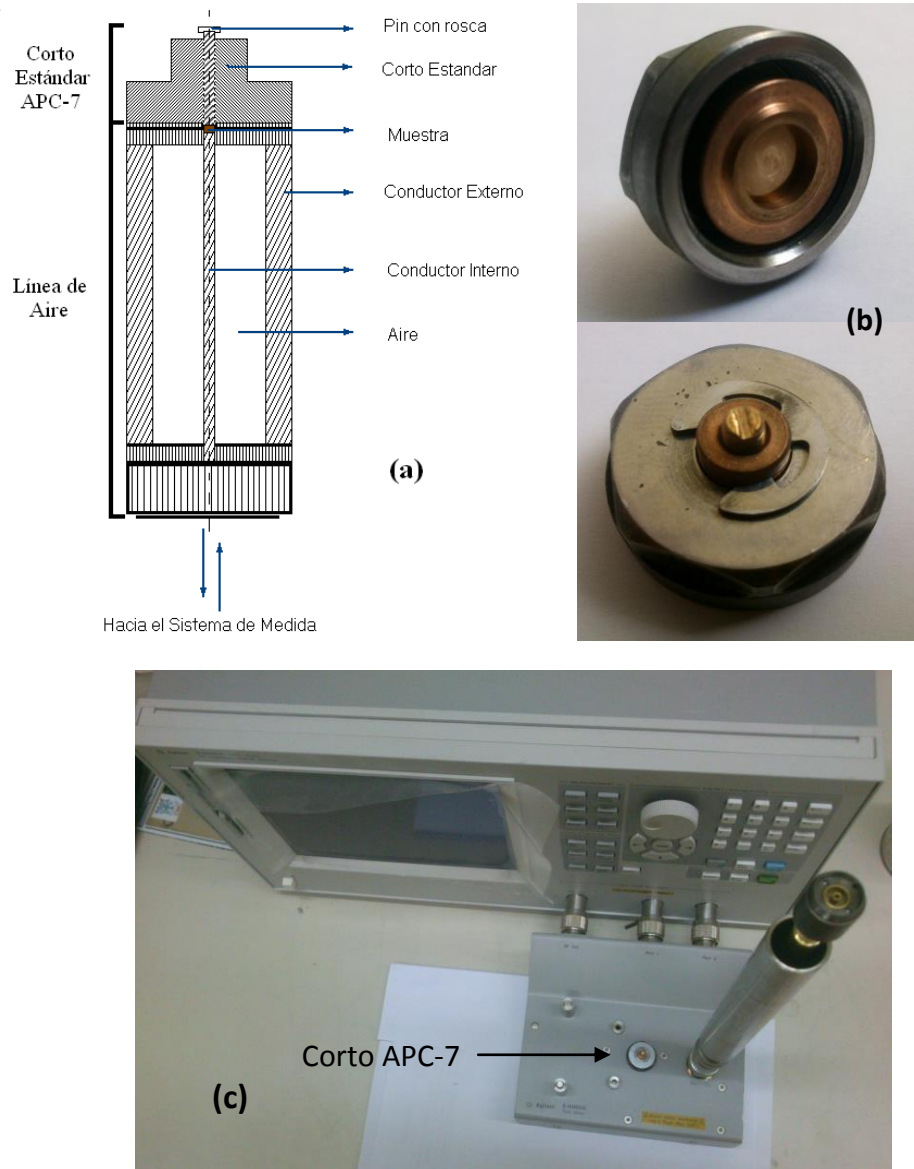 Corto
Estándar
APC-7
Línea de
Aire
Pin con rosca
Corto Estandar
Muestra
Conductor Externo
Conductor Interno
Aire
(a)
Hacia el Sistema de Medida
(b)
Corto APC-7
(c)
Agilent